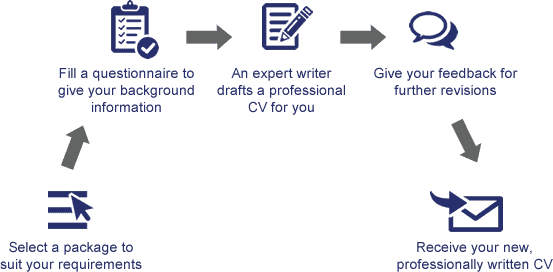 Fill a questionnaire to
give your background
information
An expert writer
drafts a professional
CV for you
Give your feedback for
further revisions
Select a package to
suit your requirements
Receive your new,
professionally written CV